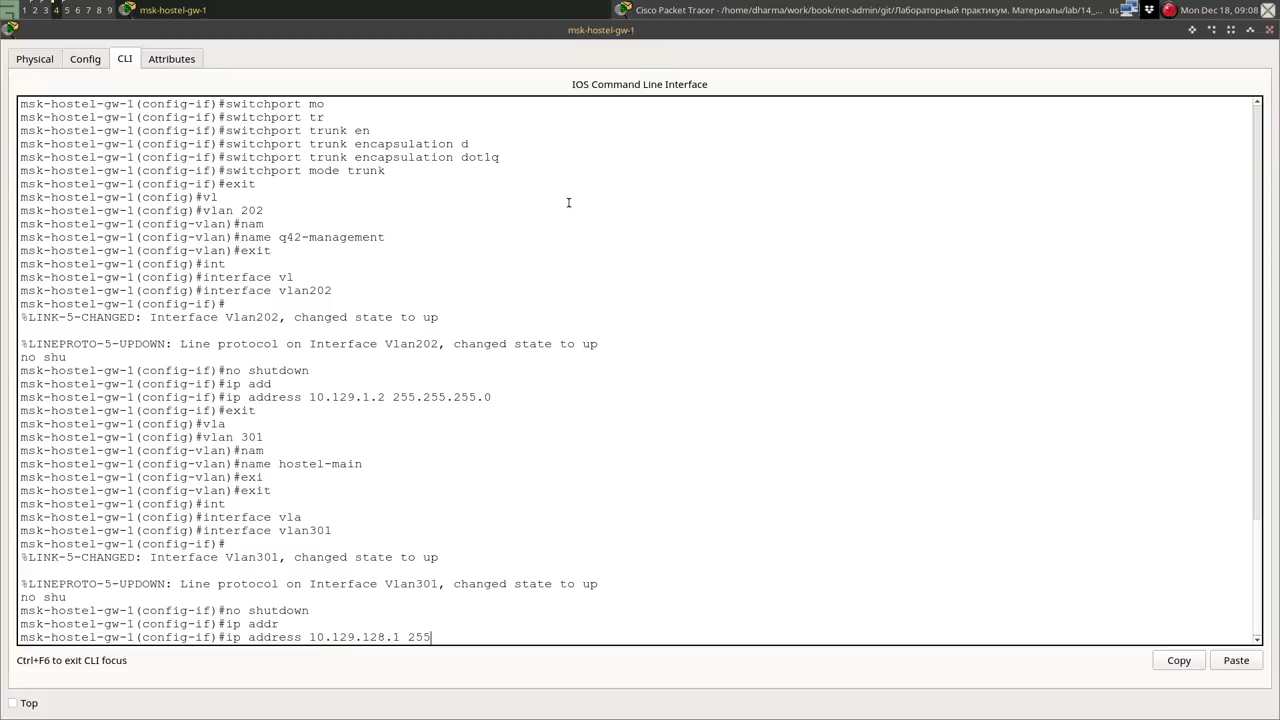 1 2 3 4 5 6 7 8 9 msk-hostel-gw-1 Cisco Packet Tracer - /home/dharma/work/book/net-admin/git/Лабораторный практикум. Материалы/lab/14_... us Mon Dec 18, 09:08
msk-hostel-gw-1
Physical Config CLI Attributes
IOS Command Line Interface
msk-hostel-gw-1(config-if)#switchport mo
msk-hostel-gw-1(config-if)#switchport tr
msk-hostel-gw-1(config-if)#switchport trunk en
msk-hostel-gw-1(config-if)#switchport trunk encapsulation d
msk-hostel-gw-1(config-if)#switchport trunk encapsulation dot1q
msk-hostel-gw-1(config-if)#switchport mode trunk
msk-hostel-gw-1(config-if)#exit
msk-hostel-gw-1(config)#vl
msk-hostel-gw-1(config)#vlan 202
msk-hostel-gw-1(config-vlan)#nam
msk-hostel-gw-1(config-vlan)#name q42-management
msk-hostel-gw-1(config-vlan)#exit
msk-hostel-gw-1(config)#int
msk-hostel-gw-1(config)#interface vl
msk-hostel-gw-1(config)#interface vlan202
msk-hostel-gw-1(config-if)#
%LINK-5-CHANGED: Interface Vlan202, changed state to up
%LINEPROTO-5-UPDOWN: Line protocol on Interface Vlan202, changed state to up
no shu
msk-hostel-gw-1(config-if)#no shutdown
msk-hostel-gw-1(config-if)#ip add
msk-hostel-gw-1(config-if)#ip address 10.129.1.2 255.255.255.0
msk-hostel-gw-1(config-if)#exit
msk-hostel-gw-1(config)#vla
msk-hostel-gw-1(config)#vlan 301
msk-hostel-gw-1(config-vlan)#nam
msk-hostel-gw-1(config-vlan)#name hostel-main
msk-hostel-gw-1(config-vlan)#exi
msk-hostel-gw-1(config-vlan)#exit
msk-hostel-gw-1(config)#int
msk-hostel-gw-1(config)#interface vla
msk-hostel-gw-1(config)#interface vlan301
msk-hostel-gw-1(config-if)#
%LINK-5-CHANGED: Interface Vlan301, changed state to up
%LINEPROTO-5-UPDOWN: Line protocol on Interface Vlan301, changed state to up
no shu
msk-hostel-gw-1(config-if)#no shutdown
msk-hostel-gw-1(config-if)#ip addr
msk-hostel-gw-1(config-if)#ip address 10.129.128.1 255
Ctrl+F6 to exit CLI focus Copy Paste
Top